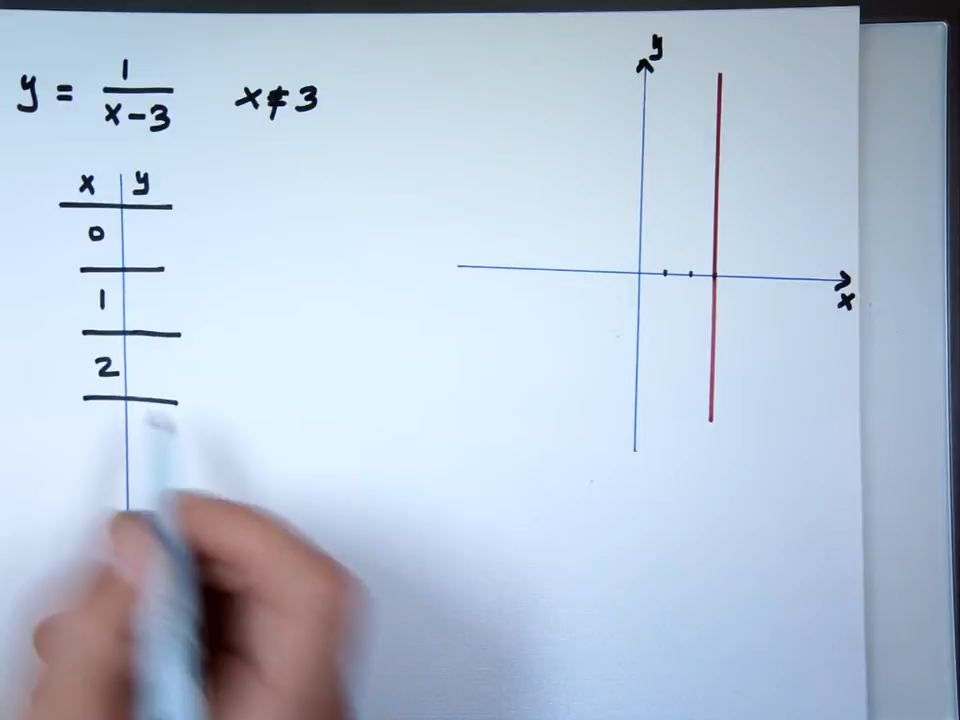 y = 1/(x-3) x≠3
x y
0
1
2
y
x